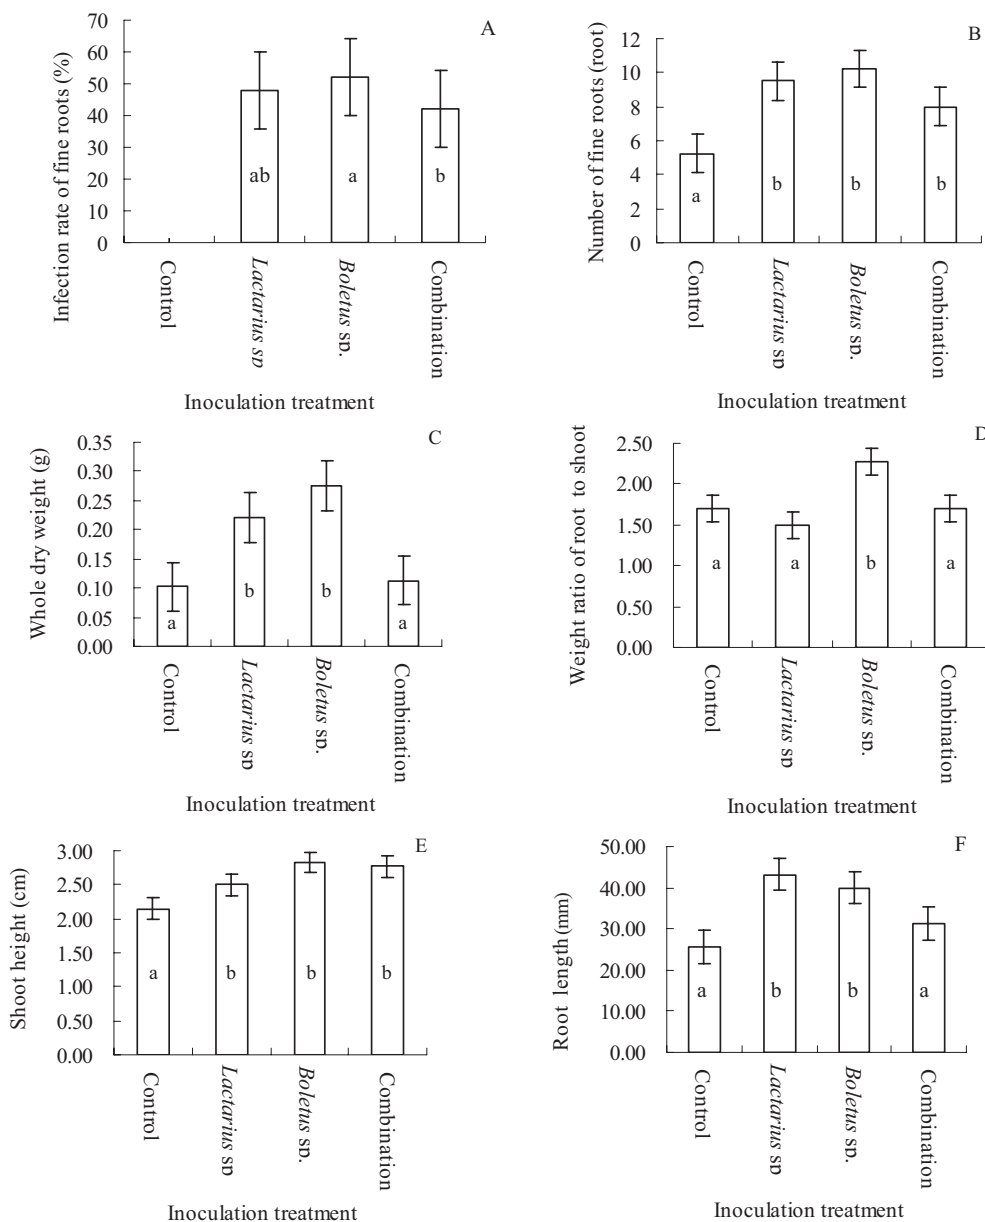 A
Infection rate of fine roots (%)
70
60
50
40
30
20
10
0
ab
a
b
Control
Lactarius sp
Boletus sp.
Combination
Inoculation treatment
B
Number of fine roots (root)
12
10
8
6
4
2
0
a
b
b
b
Control
Lactarius sp
Boletus sp.
Combination
Inoculation treatment
C
Whole dry weight (g)
0.35
0.30
0.25
0.20
0.15
0.10
0.05
0.00
a
b
b
a
Control
Lactarius sp
Boletus sp.
Combination
Inoculation treatment
D
Weight ratio of root to shoot
2.50
2.00
1.50
1.00
0.50
0.00
a
a
b
a
Control
Lactarius sp
Boletus sp.
Combination
Inoculation treatment
E
Shoot height (cm)
3.00
2.50
2.00
1.50
1.00
0.50
0.00
a
b
b
b
Control
Lactarius sp
Boletus sp.
Combination
Inoculation treatment
F
Root length (mm)
50.00
40.00
30.00
20.00
10.00
0.00
a
b
b
a
Control
Lactarius sp
Boletus sp.
Combination
Inoculation treatment